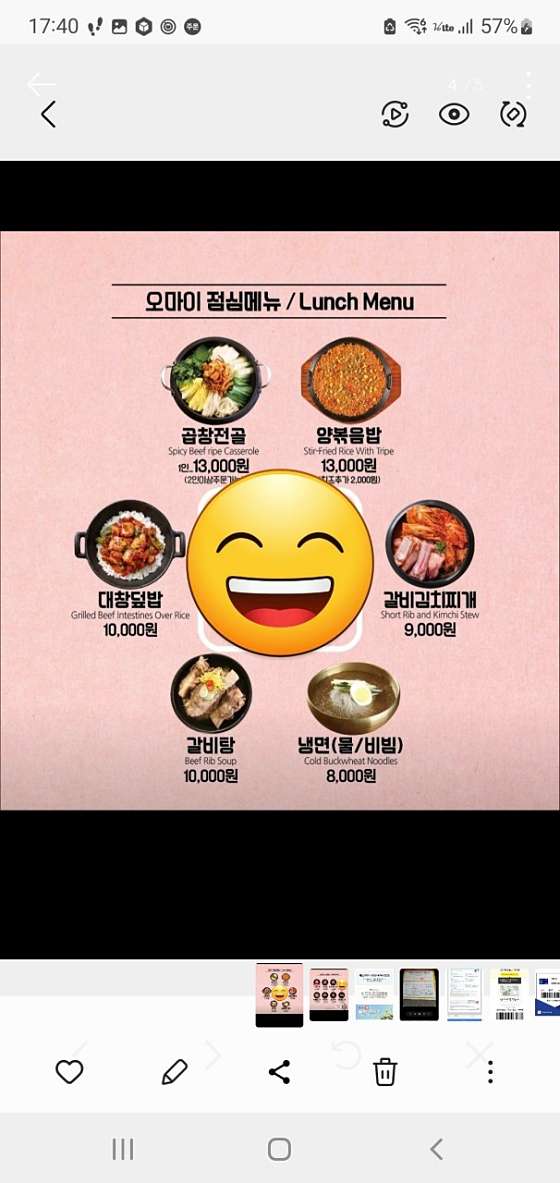 17:40
주문
57%
4 / 5
오마이 점심메뉴 / Lunch Menu
곱창전골
Spicy Beef ripe Casserole
1인_13,000원
(2인이상주문가
양볶음밥
Stir-Fried Rice With Tripe
13,000원
추가 2,000원)
대창덮밥
Grilled Beef Intestines Over Rice
10,000원
갈비김치찌개
Short Rib and Kimchi Stew
9,000원
갈비탕
Beef Rib Soup
10,000원
냉면(물/비빔)
Cold Buckwheat Noodles
8,000원